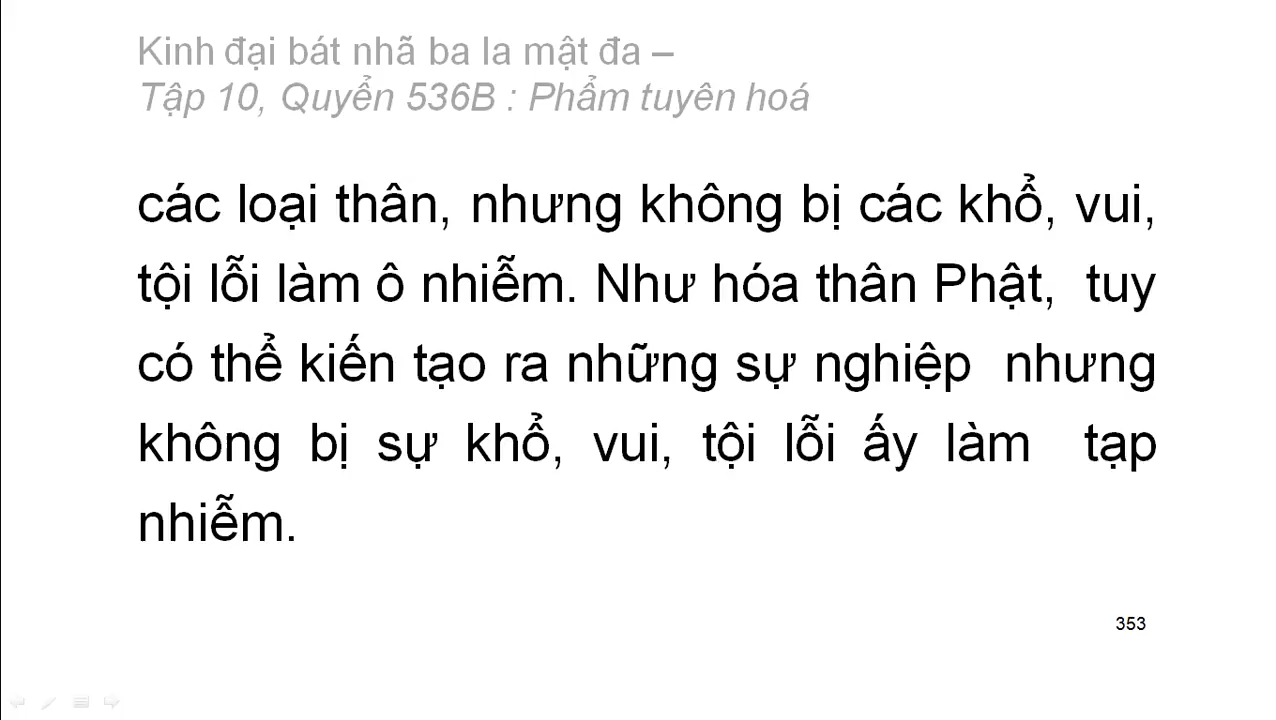 Kinh đại bát nhã ba la mật đa –
Tập 10, Quyển 536B : Phẩm tuyên hoá
các loại thân, nhưng không bị các khổ, vui,
tội lỗi làm ô nhiễm. Như hóa thân Phật, tuy
có thể kiến tạo ra những sự nghiệp nhưng
không bị sự khổ, vui, tội lỗi ấy làm tạp
nhiễm.
353